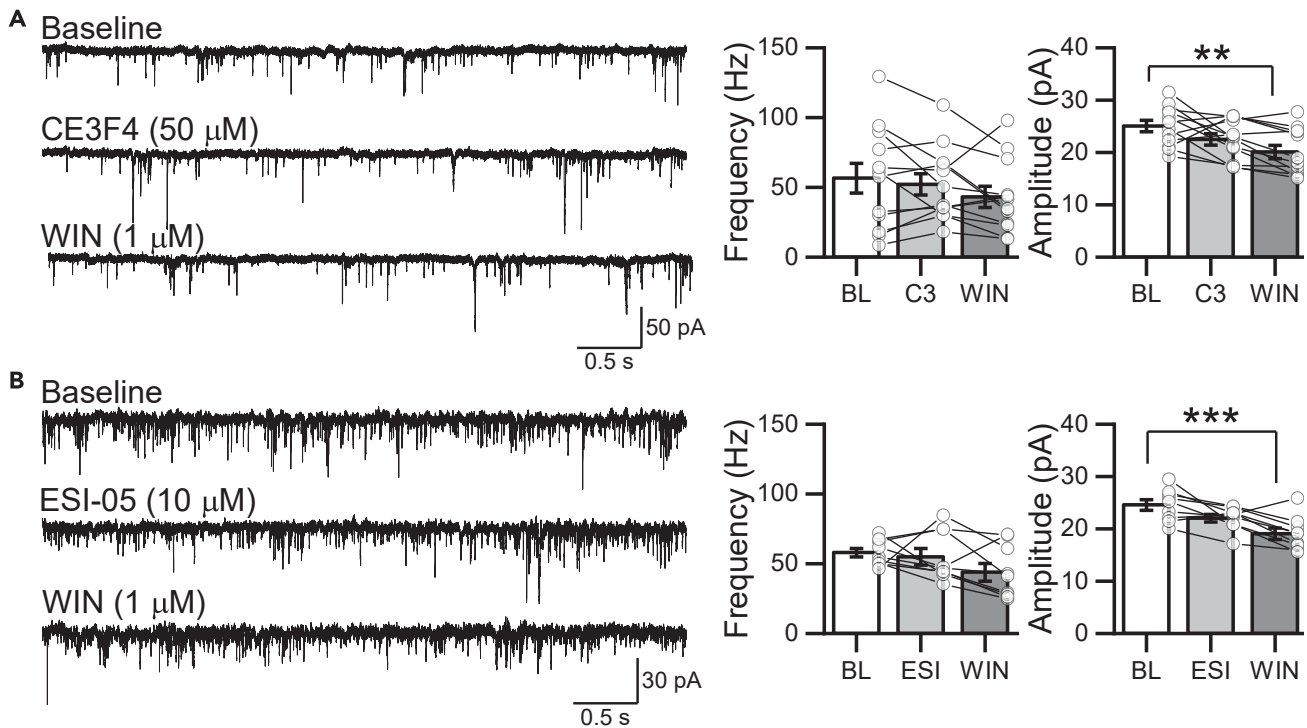 A
Baseline
CE3F4 (50 μM)
WIN (1 μM)
50 pA
0.5 s
Frequency (Hz)
150
100
50
0
BL C3 WIN
Amplitude (pA)
40
30
20
10
0
**
BL C3 WIN
B
Baseline
ESI-05 (10 μM)
WIN (1 μM)
30 pA
0.5 s
Frequency (Hz)
150
100
50
0
BL ESI WIN
Amplitude (pA)
40
30
20
10
0
***
BL ESI WIN